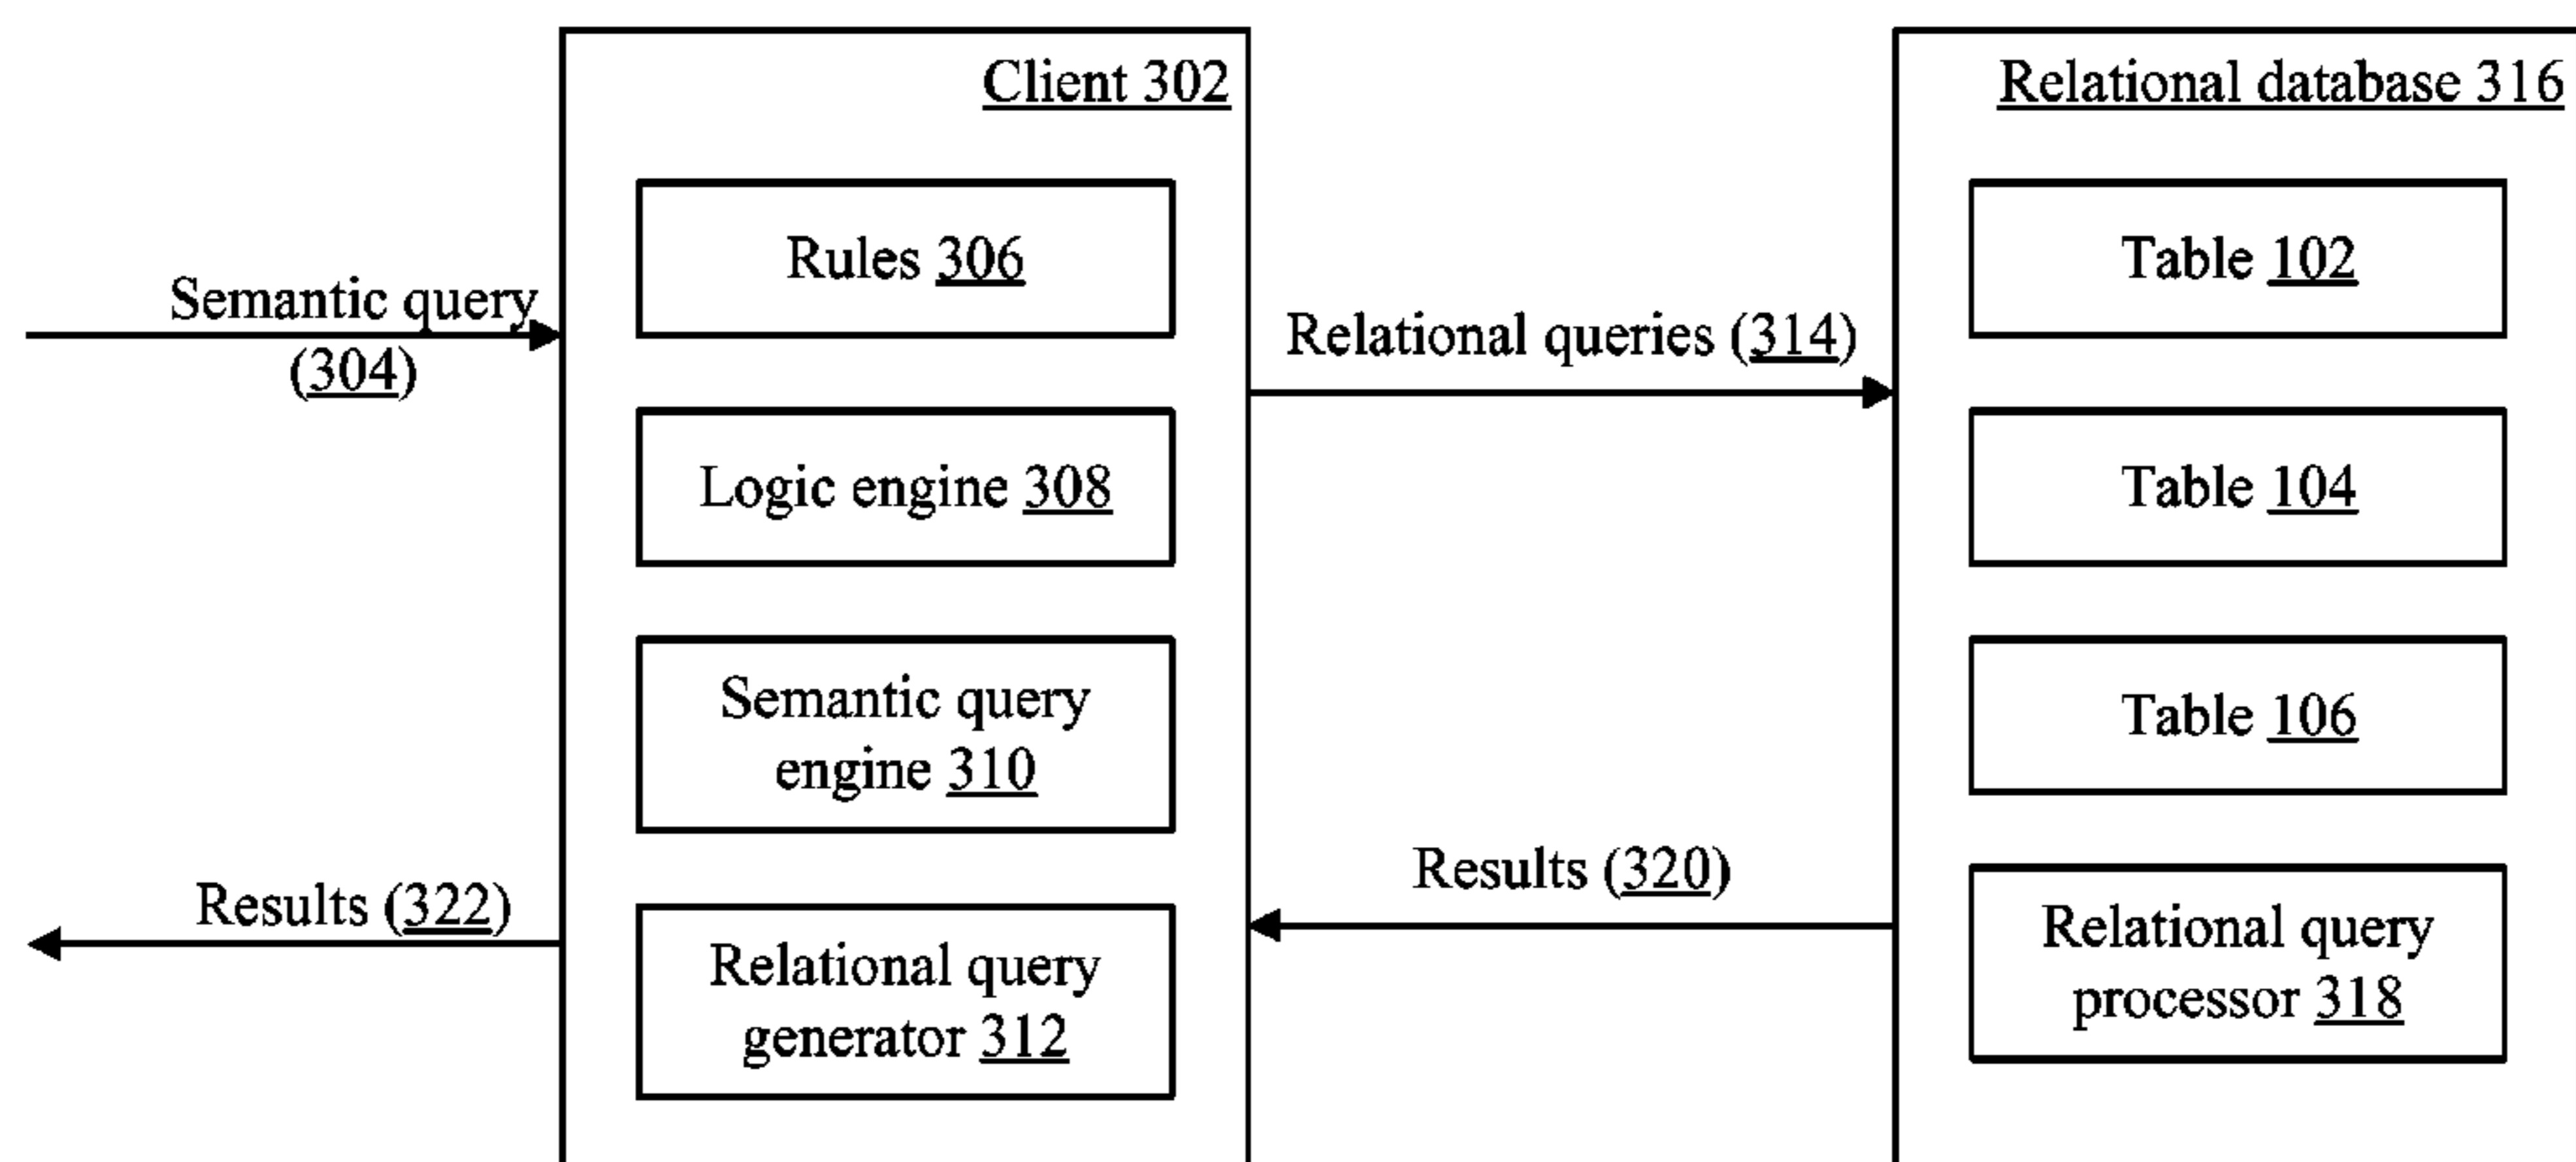 Client 302
Relational database 316
Semantic query
(304)
Rules 306
Logic engine 308
Semantic query
engine 310
Relational query
generator 312
Relational queries (314)
Results (320)
Results (322)
Table 102
Table 104
Table 106
Relational query
processor 318